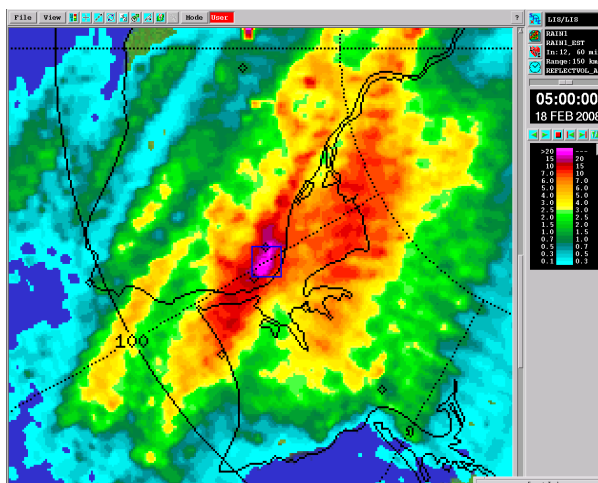 File View Mode User ?
LIS/LIS
RAIN1
RAIN1_EST
In:12, 60 mi
Range:150 km
REFLECTVOL_A
05:00:00
18 FEB 2008
>20 ---
15 20
10 15
7.0 10
6.0 7.0
5.0 6.0
4.0 5.0
3.0 4.0
2.5 3.0
2.0 2.5
1.5 2.0
1.0 1.5
0.7 1.0
0.5 0.7
0.3 0.5
0.1 0.3
100